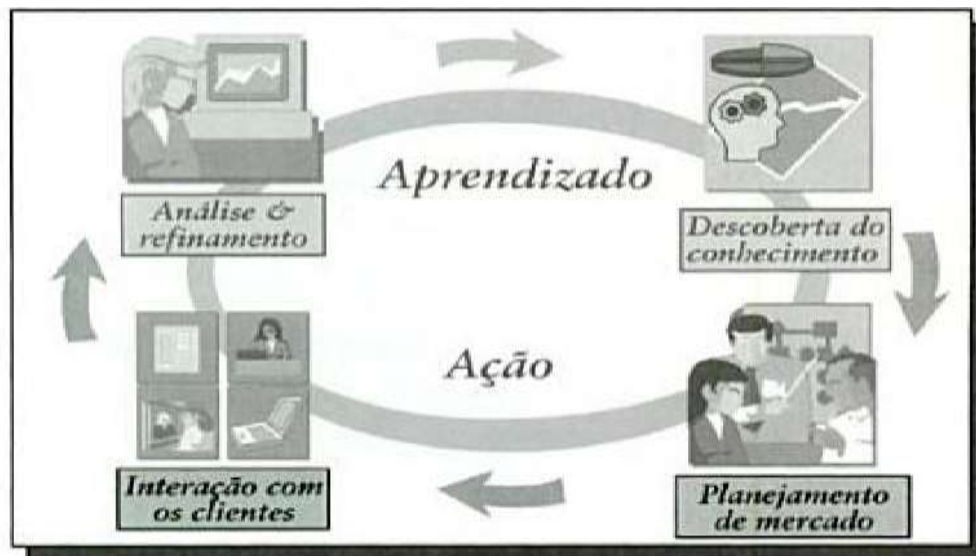 Aprendizado
Análise &
refinamento
Descoberta do
conhecimento
Ação
Interação com
os clientes
Planejamento
de mercado